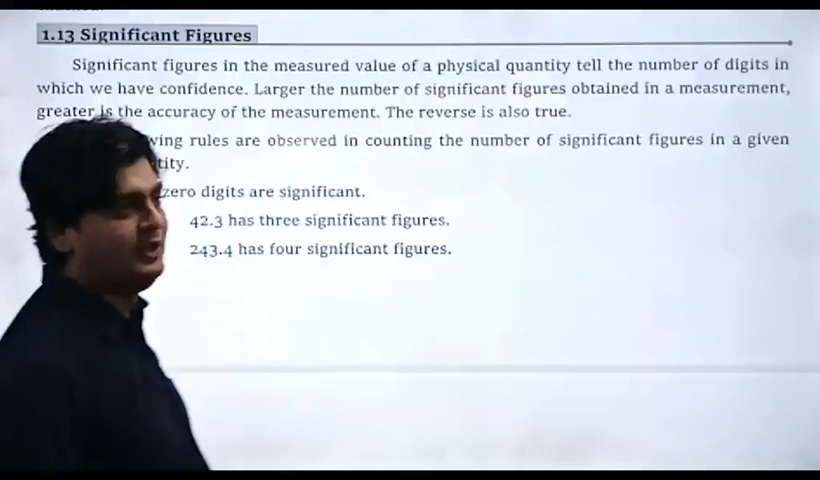 1.13 Significant Figures
Significant figures in the measured value of a physical quantity tell the number of digits in
which we have confidence. Larger the number of significant figures obtained in a measurement,
greater is the accuracy of the measurement. The reverse is also true.
wing rules are observed in counting the number of significant figures in a given
tity.
zero digits are significant.
42.3 has three significant figures.
243.4 has four significant figures.